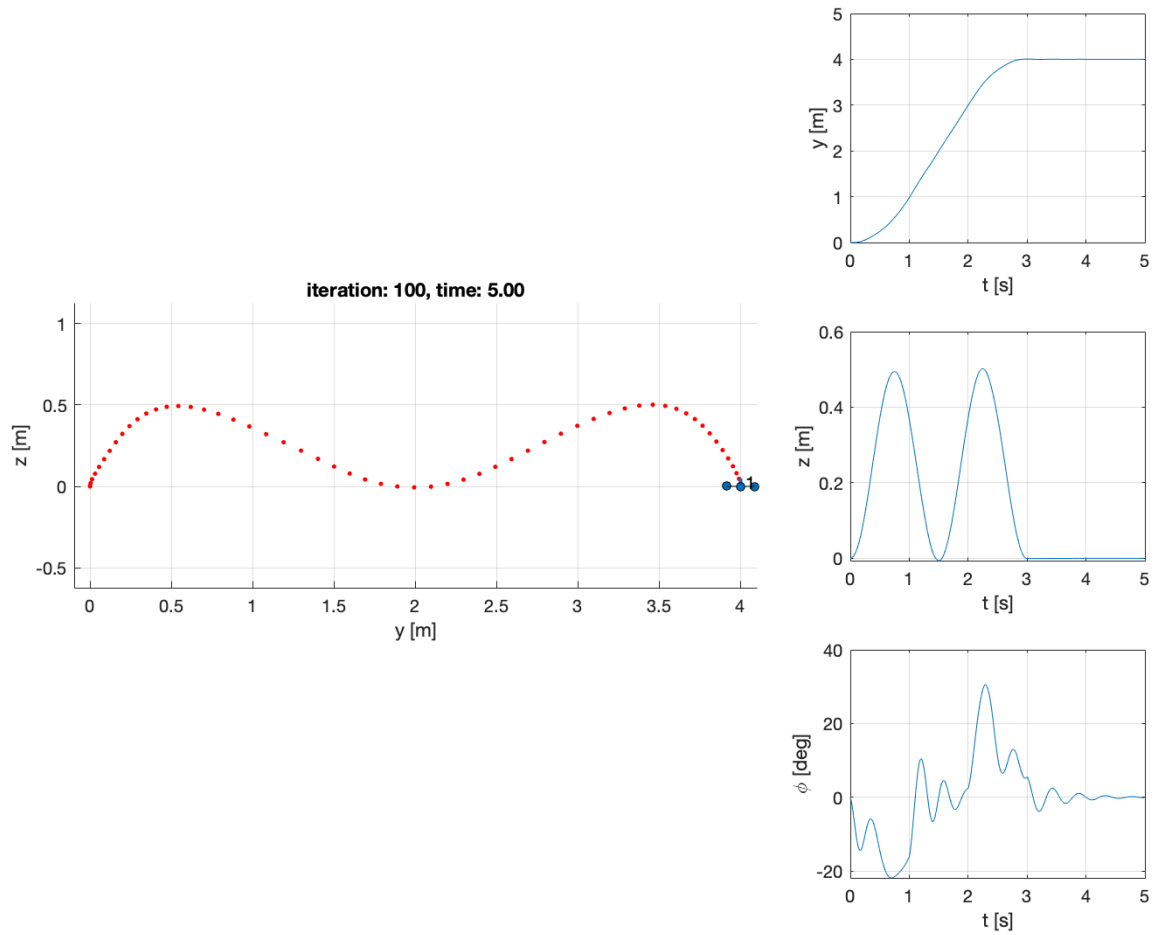 iteration: 100, time: 5.00
1
0.5
0
-0.5
z [m]
0 0.5 1 1.5 2 2.5 3 3.5 4
y [m]
1
5
4
3
2
1
0
y [m]
0 1 2 3 4 5
t [s]
0.6
0.4
0.2
0
z [m]
0 1 2 3 4 5
t [s]
40
20
0
-20
ϕ [deg]
0 1 2 3 4 5
t [s]